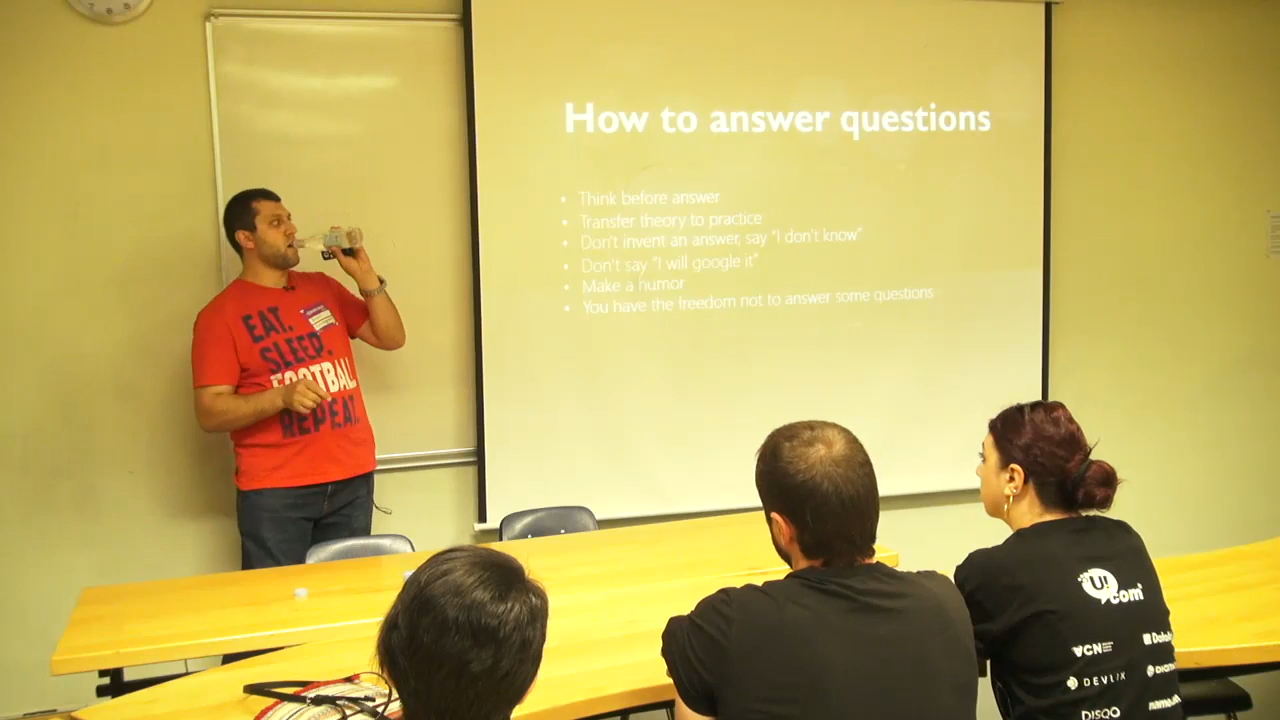 How to answer questions
• Think before answer
• Transfer theory to practice
• Don't invent an answer, say "I don't know"
• Don't say "I will google it"
• Make a humor
• You have the freedom not to answer some questions
EAT.
SLEEP.
FOOTBALL.
REPEAT.
U!
com
CN
DEVLIX
DISQO